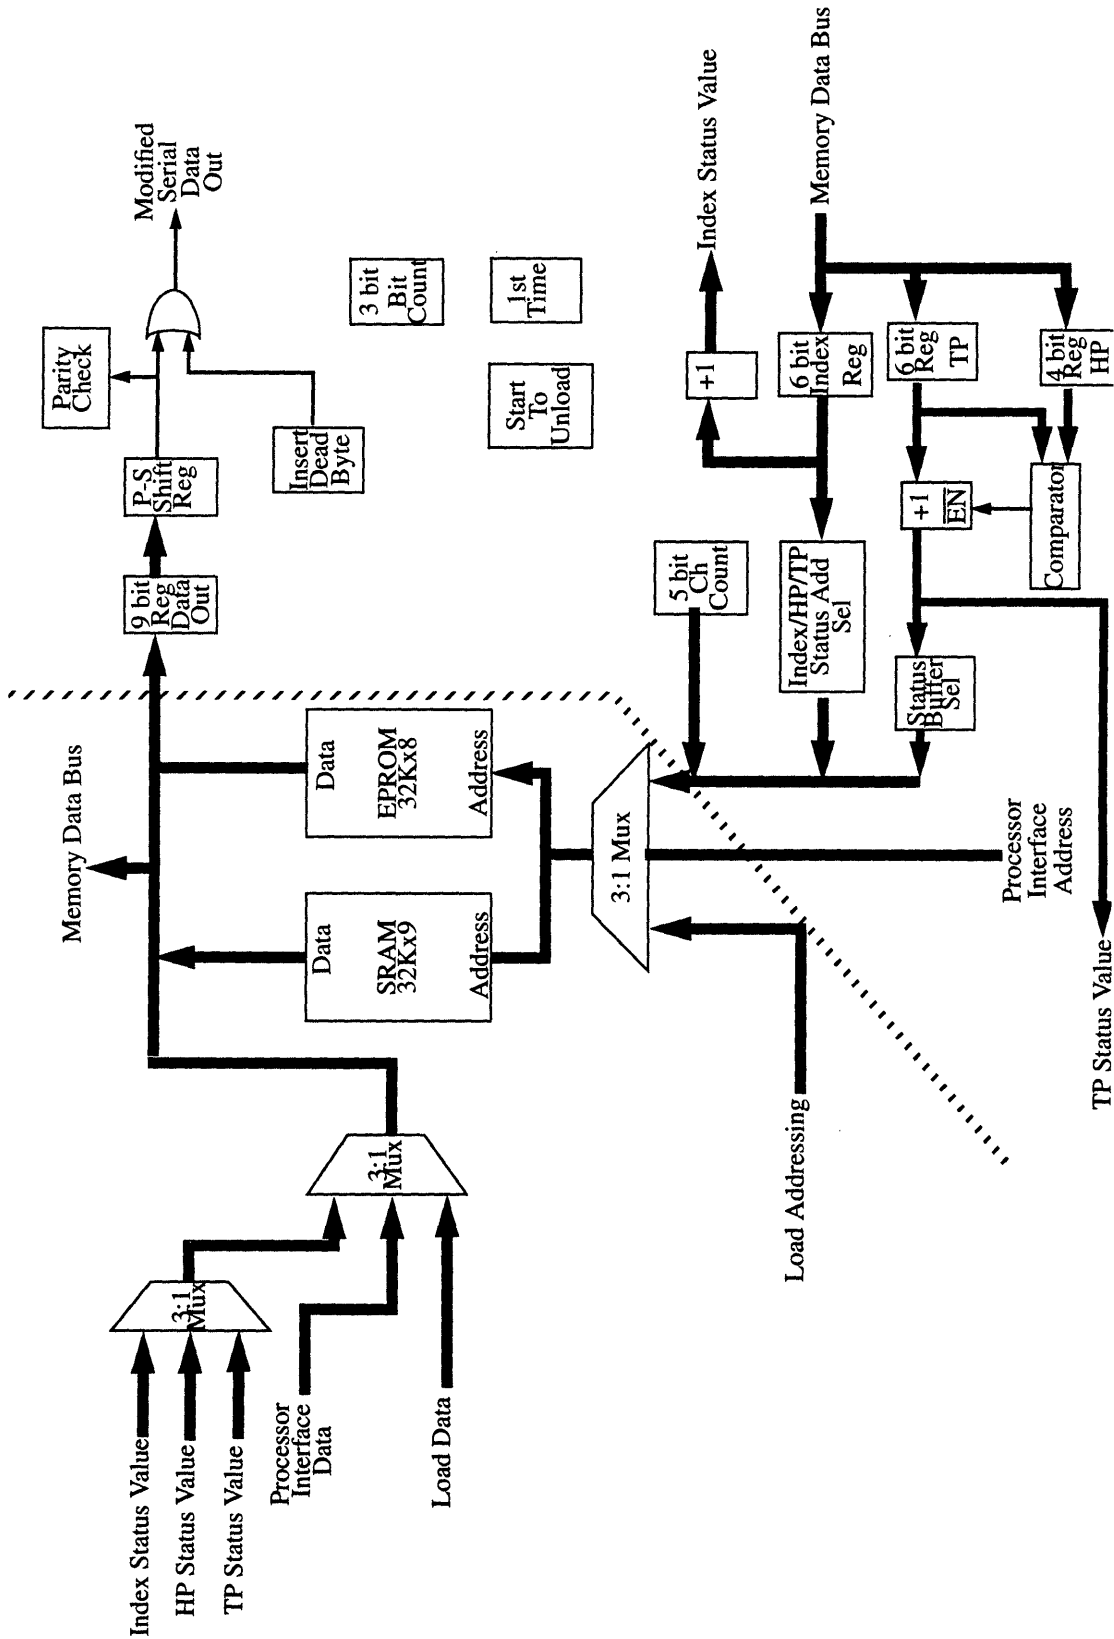 Index Status Value
HP Status Value
TP Status Value
3:1
Mux
Processor
Interface
Data
Load Data
3:1
Mux
Memory Data Bus
Data
SRAM
32Kx9
Address
Data
EPROM
32Kx8
Address
3:1 Mux
Load Addressing
Processor
Interface
Address
9 bit
Reg
Data
Out
P-S
Shift
Reg
Parity
Check
Insert
Dead
Byte
Modified
Serial
Data
Out
3 bit
Bit
Count
Start
To
Unload
1st
Time
5 bit
Ch
Count
Index/HP/TP
Status Add
Sel
Status
Buffer
Sel
+1
Index Status Value
6 bit
Index
Reg
Memory Data Bus
6 bit
Reg
TP
4 bit
Reg
HP
+1
EN
Comparator
TP Status Value